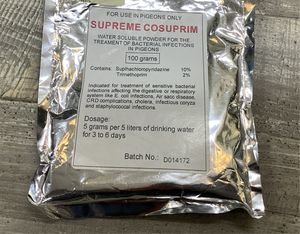 FOR USE IN PIGEONS ONLY
SUPREME COSUPRIM
WATER SOLUBLE POWDER FOR THE
TREAMENT OF BACTERIAL INFECTIONS
IN PIGEONS
100 grams
Contains: Sulphachlorpyridazine 10%
Trimethoprim 2%
Indicated for treatment of sensitive bacterial
infections affecting the digestive or respiratory
system like E. coli infections, Air sacc disease,
CRD complications, cholera, infectious coryza
and staphylococcal infections.
Dosage:
5 grams per 5 liters of drinking water
for 3 to 6 days
Batch No.: D014172